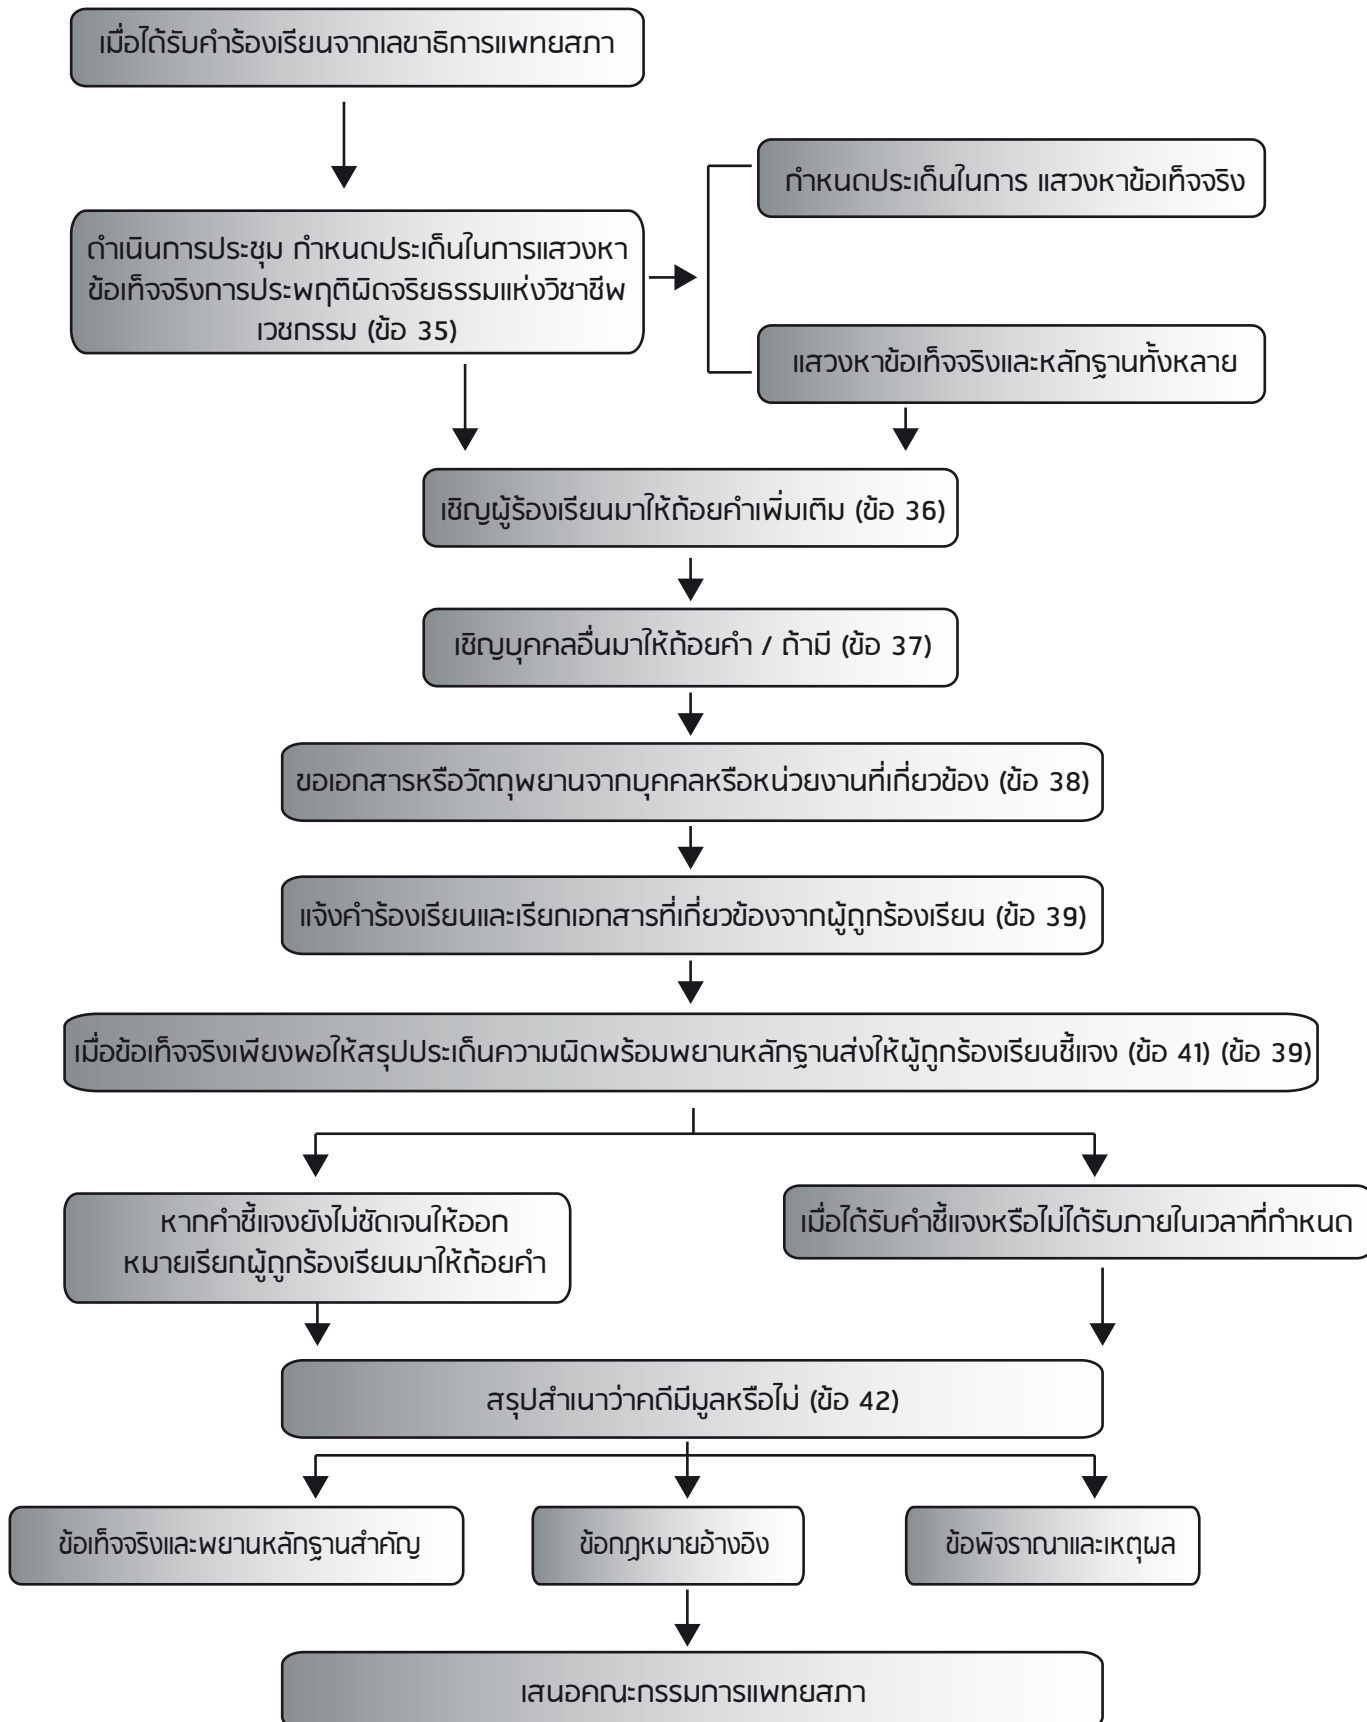 เมื่อได้รับคำร้องเรียนจากเลขาธิการแพทยสภา
กำหนดประเด็นในการ แสวงหาข้อเท็จจริง
ดำเนินการประชุม กำหนดประเด็นในการแสวงหา
ข้อเท็จจริงการประพฤติผิดจริยธรรมแห่งวิชาชีพ
เวชกรรม (ข้อ 35)
แสวงหาข้อเท็จจริงและหลักฐานทั้งหลาย
เชิญผู้ร้องเรียนมาให้ถ้อยคำเพิ่มเติม (ข้อ 36)
เชิญบุคคลอื่นมาให้ถ้อยคำ / ถ้ามี (ข้อ 37)
ขอเอกสารหรือวัตถุพยานจากบุคคลหรือหน่วยงานที่เกี่ยวข้อง (ข้อ 38)
แจ้งคำร้องเรียนและเรียกเอกสารที่เกี่ยวข้องจากผู้ถูกร้องเรียน (ข้อ 39)
เมื่อข้อเท็จจริงเพียงพอให้สรุปประเด็นความผิดพร้อมพยานหลักฐานส่งให้ผู้ถูกร้องเรียนชี้แจง (ข้อ 41) (ข้อ 39)
หากคำชี้แจงยังไม่ชัดเจนให้ออก
หมายเรียกผู้ถูกร้องเรียนมาให้ถ้อยคำ
เมื่อได้รับคำชี้แจงหรือไม่ได้รับภายในเวลาที่กำหนด
สรุปสำเนาว่าคดีมีมูลหรือไม่ (ข้อ 42)
ข้อเท็จจริงและพยานหลักฐานสำคัญ
ข้อกฎหมายอ้างอิง
ข้อพิจราณาและเหตุผล
เสนอคณะกรรมการแพทยสภา